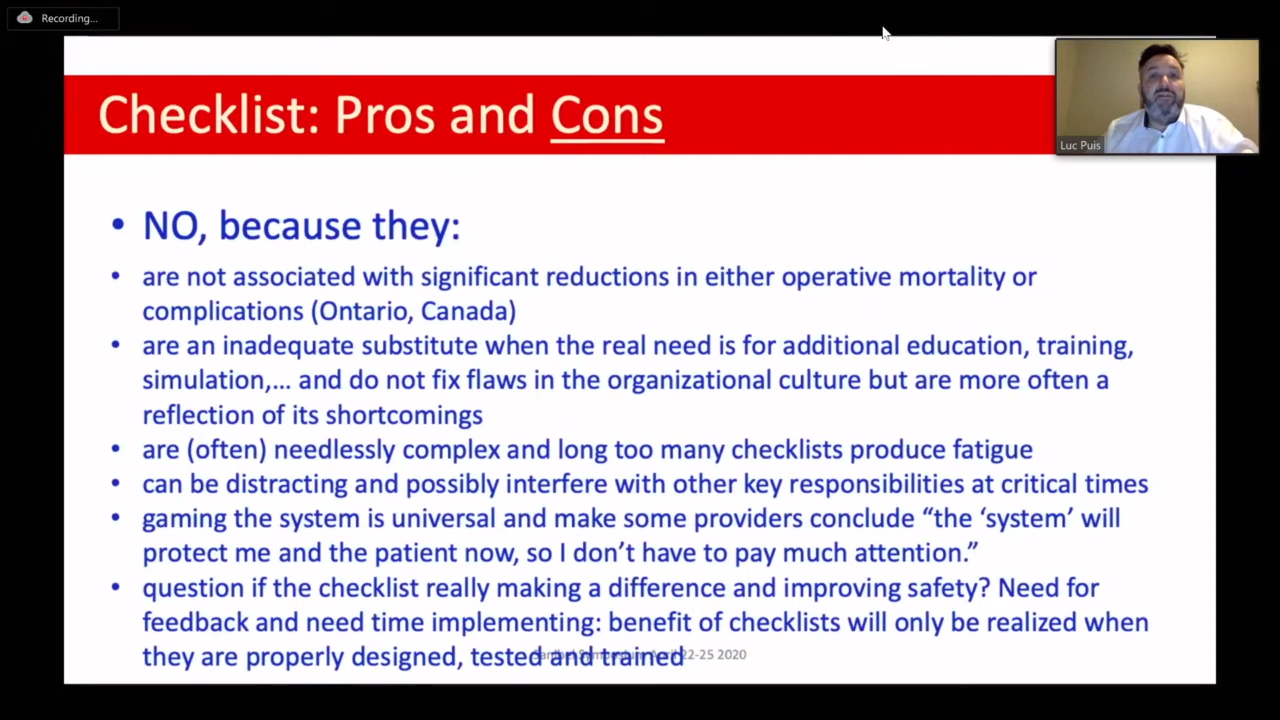 Recording...
Checklist: Pros and Cons
Luc Puis
• NO, because they:
• are not associated with significant reductions in either operative mortality or
complications (Ontario, Canada)
• are an inadequate substitute when the real need is for additional education, training,
simulation,... and do not fix flaws in the organizational culture but are more often a
reflection of its shortcomings
• are (often) needlessly complex and long too many checklists produce fatigue
• can be distracting and possibly interfere with other key responsibilities at critical times
• gaming the system is universal and make some providers conclude “the ‘system’ will
protect me and the patient now, so I don’t have to pay much attention.”
• question if the checklist really making a difference and improving safety? Need for
feedback and need time implementing: benefit of checklists will only be realized when
they are properly designed, tested and trained
22-25 2020